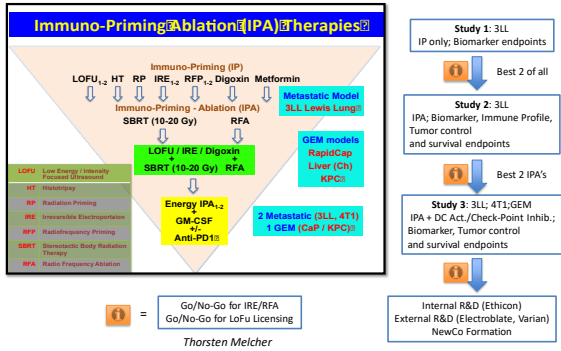 Immuno-Priming Ablation (IPA) Therapies
Immuno-Priming (IP)
LOFU1-2 HT RP IRE1-2 RFP1-2 Digoxin Metformin
Immuno-Priming - Ablation (IPA)
SBRT (10-20 Gy) RFA
LOFU / IRE / Digoxin
+ +
SBRT (10-20 Gy) RFA
Energy IPA1-2
+
GM-CSF
+/-
Anti-PD1
Metastatic Model
3LL Lewis Lung
GEM models
RapidCap
Liver (Ch)
KPC
2 Metastatic (3LL, 4T1)
1 GEM (CaP / KPC)
LOFU Low Energy / Intensity Focused Ultrasound
HT Histotripsy
RP Radiation Priming
IRE Irreversible Electroportation
RFP Radiofrequency Priming
SBRT Stereotactic Body Radiation Therapy
RFA Radio Frequency Ablation
Study 1: 3LL
IP only; Biomarker endpoints
Best 2 of all
Study 2: 3LL
IPA; Biomarker, Immune Profile,
Tumor control
and survival endpoints
Best 2 IPA's
Study 3: 3LL; 4T1;GEM
IPA + DC Act./Check-Point Inhib.;
Biomarker, Tumor control
and survival endpoints
Internal R&D (Ethicon)
External R&D (Electroblate, Varian)
NewCo Formation
=
Go/No-Go for IRE/RFA
Go/No-Go for LoFu Licensing
Thorsten Melcher